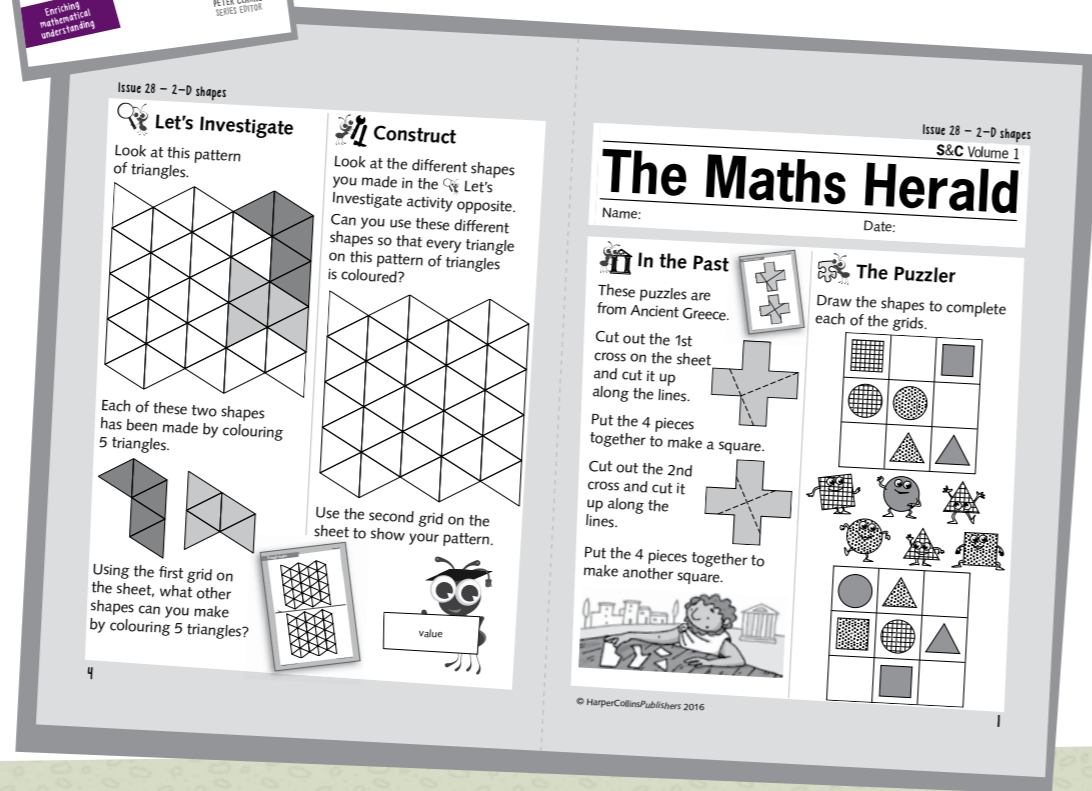 Enriching
mathematical
understanding
SERIES EDITOR
Issue 28 – 2–D shapes
Let's Investigate
Look at this pattern
of triangles.
Each of these two shapes
has been made by colouring
5 triangles.
Using the first grid on
the sheet, what other
shapes can you make
by colouring 5 triangles?
4
Construct
Look at the different shapes
you made in the Let's
Investigate activity opposite.
Can you use these different
shapes so that every triangle
on this pattern of triangles
is coloured?
Use the second grid on the
sheet to show your pattern.
value
Issue 28 – 2–D shapes
S&C Volume 1
The Maths Herald
Name:
Date:
In the Past
These puzzles are
from Ancient Greece.
Cut out the 1st
cross on the sheet
and cut it up
along the lines.
Put the 4 pieces
together to make a square.
Cut out the 2nd
cross and cut it
up along the
lines.
Put the 4 pieces together to
make another square.
The Puzzler
Draw the shapes to complete
each of the grids.
© HarperCollinsPublishers 2016
1